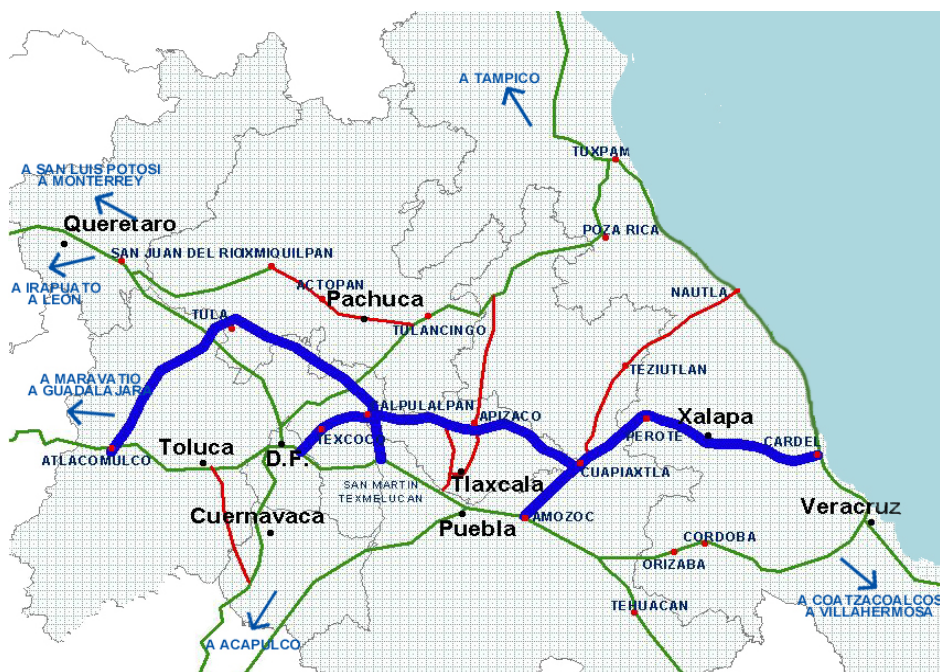 A TAMPICO
TUXPAM
A SAN LUIS POTOSI
A MONTERREY
Queretaro
POZA RICA
SAN JUAN DEL RIO
IXMIQUILPAN
A IRAPUATO
A LEON
ACTOPAN
Pachuca
NAUTLA
TULA
TULANCINGO
TEZIUTLAN
A MARAVATIO
A GUADALAJARA
CALPULALPAN
APIZACO
Xalapa
TEXCOCO
PEROTE
CARDEL
Toluca
ATLACOMULCO
D.F.
CUAPIAXTLA
SAN MARTIN
TEXMELUCAN
Tlaxcala
Veracruz
Cuernavaca
Puebla
AMOZOC
CORDOBA
ORIZABA
A COATZACOALCOS
A VILLAHERMOSA
TEHUACAN
A ACAPULCO